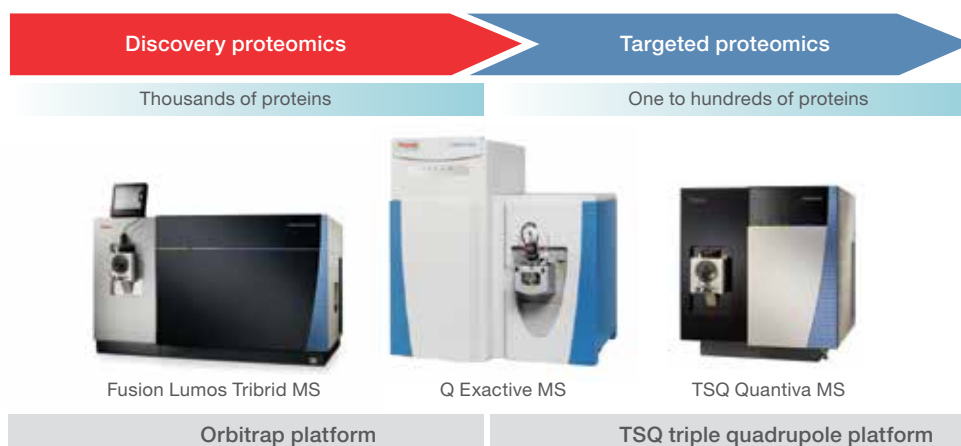 Discovery proteomics
Targeted proteomics
Thousands of proteins
One to hundreds of proteins
Fusion Lumos Tribrid MS
Q Exactive MS
TSQ Quantiva MS
Orbitrap platform
TSQ triple quadrupole platform